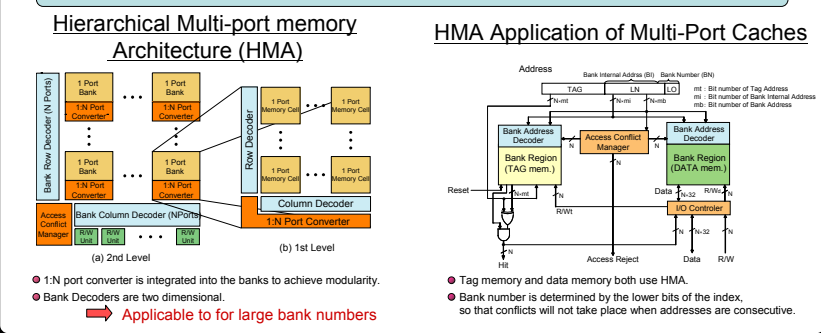 Hierarchical Multi-port memory
Architecture (HMA)
Bank Row Decoder (N Ports)
1 Port
Bank
1:N Port
Converter
1 Port
Bank
1:N Port
Converter
1 Port
Bank
1:N Port
Converter
1 Port
Bank
1:N Port
Converter
Access
Conflict
Manager
Bank Column Decoder (NPorts)
R/W
Unit
R/W
Unit
R/W
Unit
(a) 2nd Level
Row Decoder
1 Port
Memory Cell
1 Port
Memory Cell
1 Port
Memory Cell
1 Port
Memory Cell
Column Decoder
1:N Port Converter
(b) 1st Level
1:N port converter is integrated into the banks to achieve modularity.
Bank Decoders are two dimensional.
Applicable to for large bank numbers
HMA Application of Multi-Port Caches
Address
Bank Internal Addrss (BI)
Bank Number (BN)
TAG
LN
LO
mt : Bit number of Tag Address
mi : Bit number of Bank Internal Address
mb: Bit number of Bank Address
N×mt
N×mi
N×mb
Bank Address
Decoder
Bank Region
(TAG mem.)
N
Access Conflict
Manager
N
Bank Address
Decoder
Bank Region
(DATA mem.)
Reset
N×mt
N
R/Wt
N
Data
N×32
R/Wd
N
I/O Controler
N
N
N×32
N
Hit
Access Reject
Data
R/W
Tag memory and data memory both use HMA.
Bank number is determined by the lower bits of the index,
so that conflicts will not take place when addresses are consecutive.